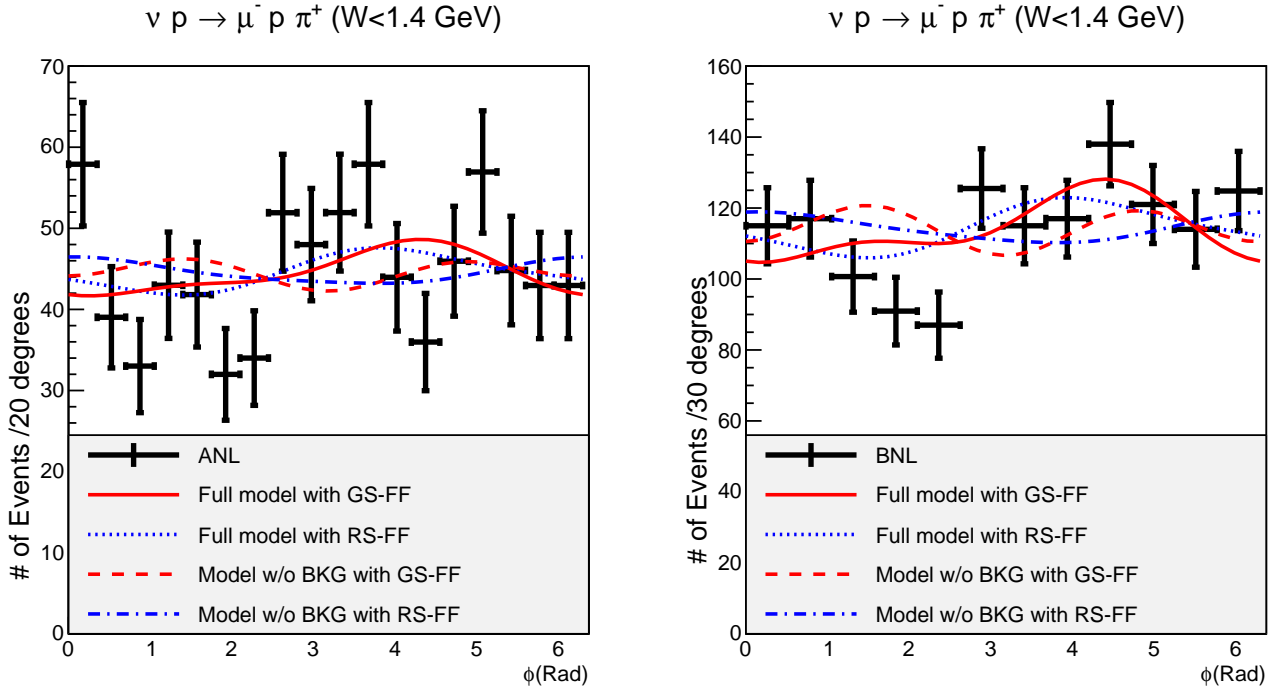 ν p → μ⁻ p π⁺ (W<1.4 GeV)
# of Events /20 degrees
70
60
50
40
30
20
10
0
ANL
Full model with GS-FF
Full model with RS-FF
Model w/o BKG with GS-FF
Model w/o BKG with RS-FF
0 1 2 3 4 5 6
ϕ(Rad)
ν p → μ⁻ p π⁺ (W<1.4 GeV)
# of Events /30 degrees
160
140
120
100
80
60
40
20
0
BNL
Full model with GS-FF
Full model with RS-FF
Model w/o BKG with GS-FF
Model w/o BKG with RS-FF
0 1 2 3 4 5 6
ϕ(Rad)